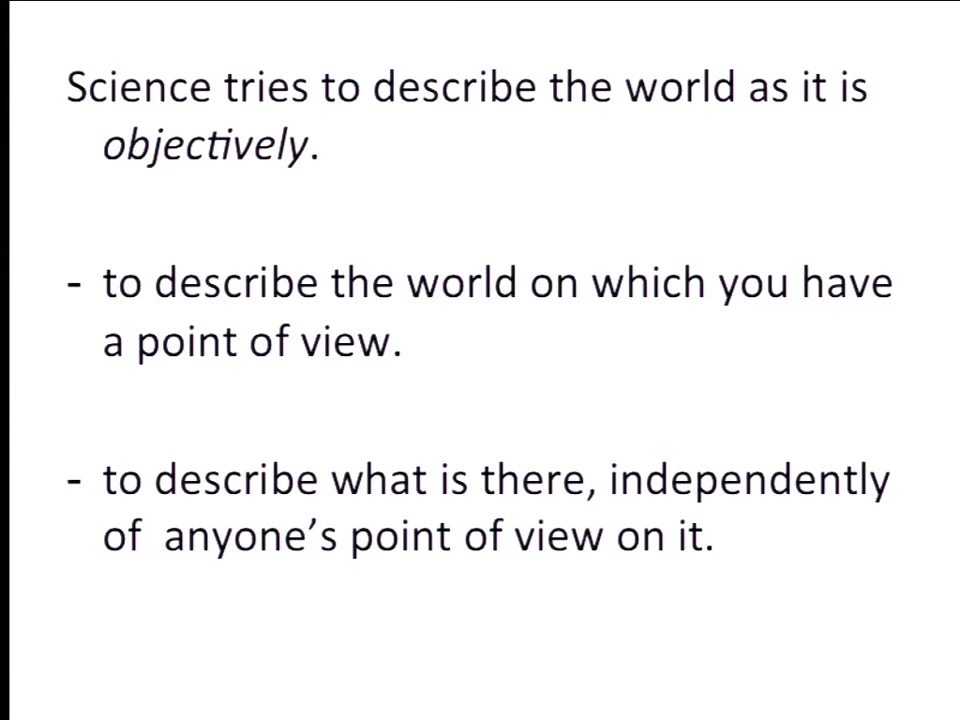 Science tries to describe the world as it is
objectively.
- to describe the world on which you have
a point of view.
- to describe what is there, independently
of  anyone’s point of view on it.